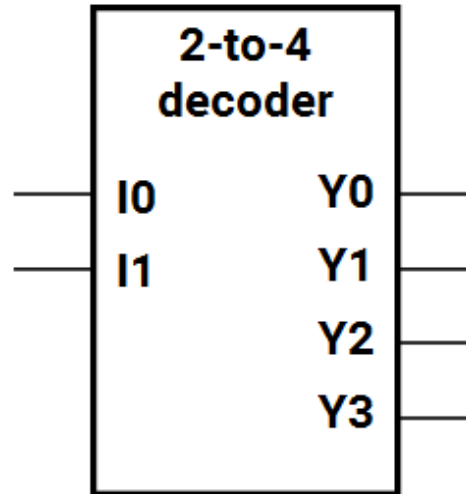 2-to-4
decoder
I0 Y0
I1 Y1
Y2
Y3